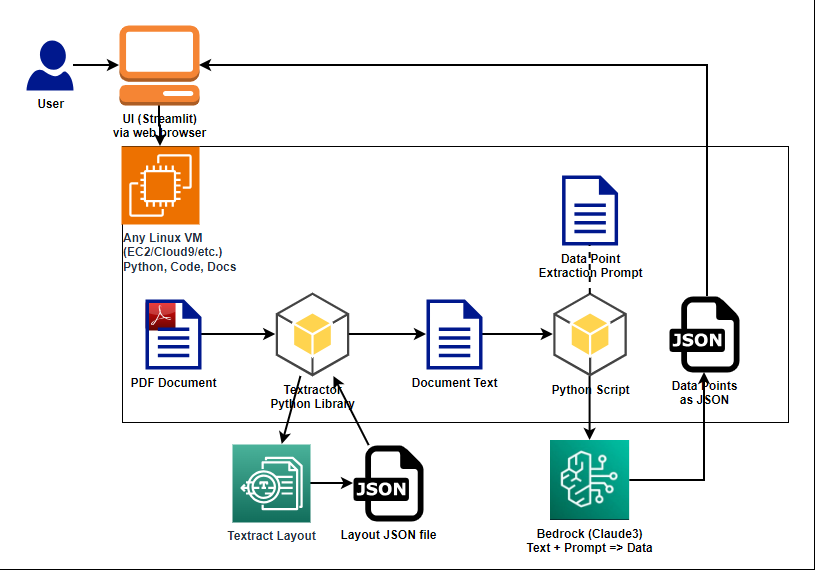 User
UI (Streamlit)
via web browser
Any Linux VM
(EC2/Cloud9/etc.)
Python, Code, Docs
Data Point
Extraction Prompt
PDF Document
Textractor
Python Library
Document Text
Python Script
JSON
Data Points
as JSON
T
Textract Layout
JSON
Layout JSON file
Bedrock (Claude3)
Text + Prompt => Data